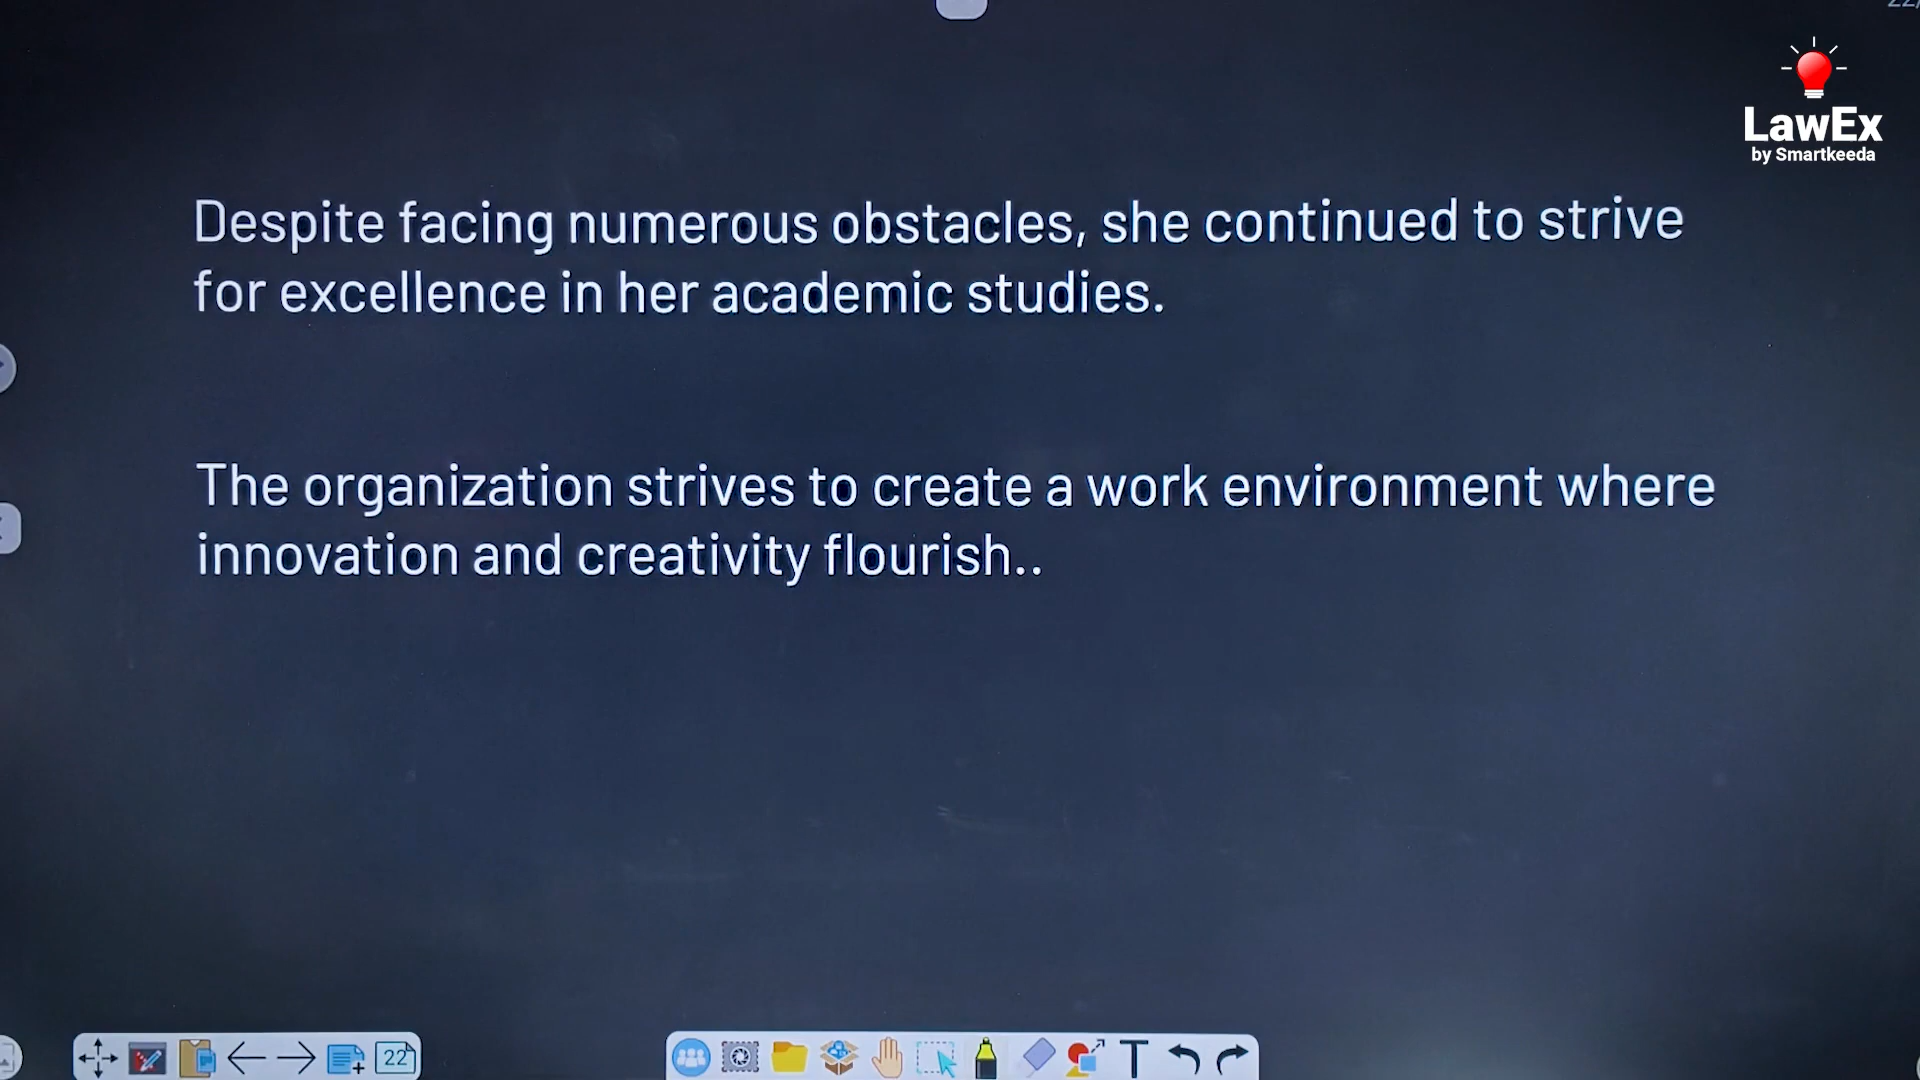 LawEx
by Smartkeeda
Despite facing numerous obstacles, she continued to strive
for excellence in her academic studies.
The organization strives to create a work environment where
innovation and creativity flourish..
22